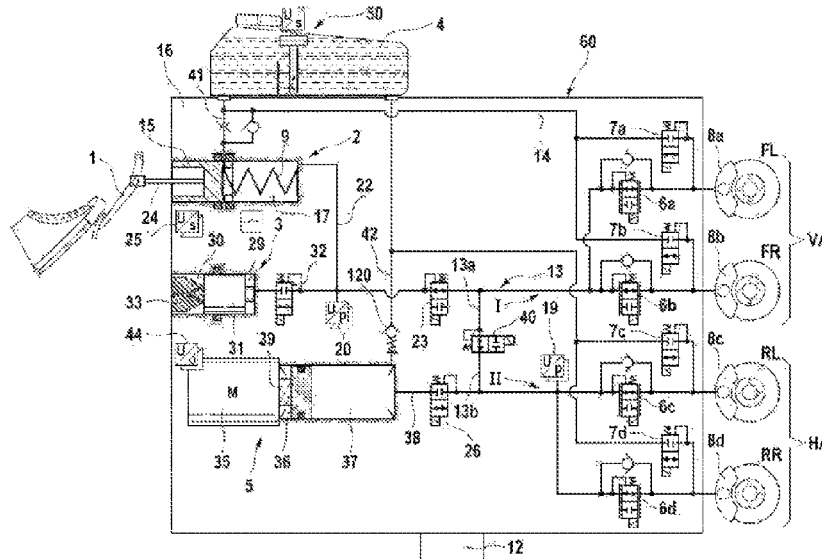 U
s
50
4
60
16
41
7a
8a
FL
15
9
2
14
1
6a
VA
22
7b
8b
FR
24
17
42
25
U
s
29
3
30
32
13a
13
120
I
6b
33
40
7c
8c
RL
31
U
p
20
23
19
44
U
39
U
p
II
M
13b
6c
HA
38
7d
8d
RR
35
36
37
26
5
6d
12